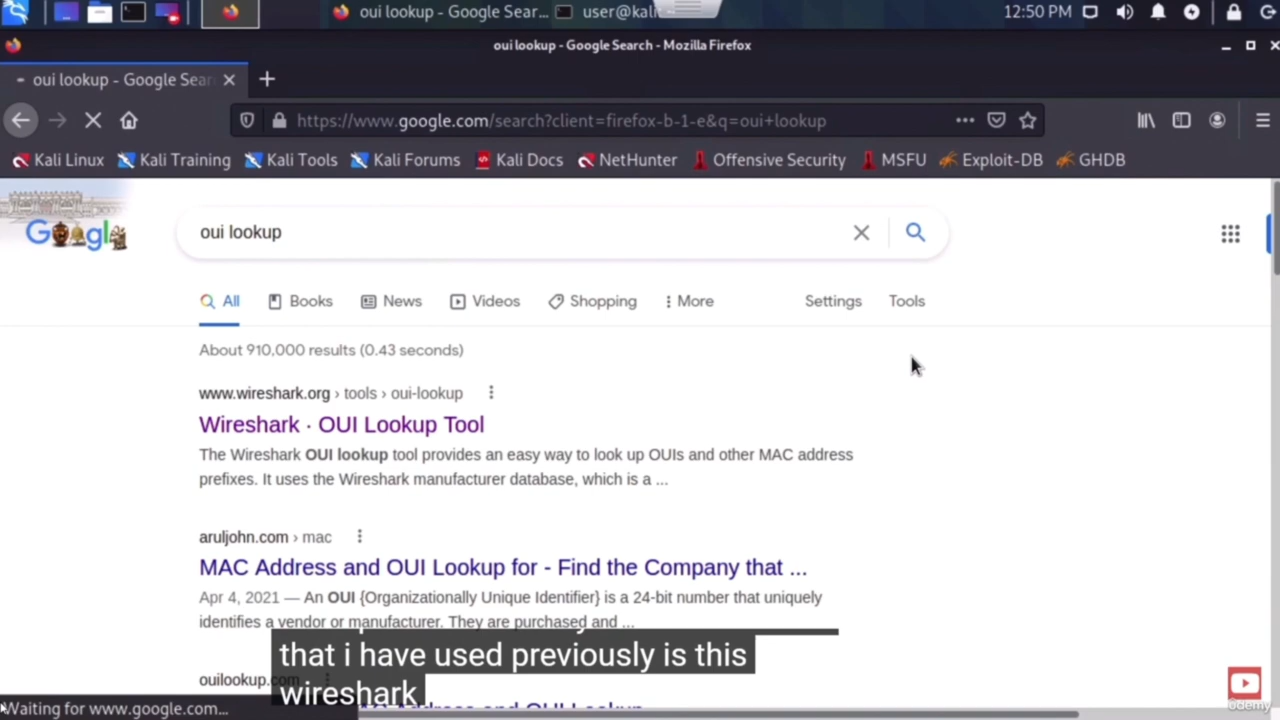 oui lookup - Google Sear...
user@kali: ~
12:50 PM
oui lookup - Google Search - Mozilla Firefox
oui lookup - Google Sear
https://www.google.com/search?client=firefox-b-1-e&q=oui+lookup
Kali Linux Kali Training Kali Tools Kali Forums Kali Docs NetHunter Offensive Security MSFU Exploit-DB GHDB
oui lookup
All Books News Videos Shopping More Settings Tools
About 910,000 results (0.43 seconds)
www.wireshark.org › tools › oui-lookup
Wireshark · OUI Lookup Tool
The Wireshark OUI lookup tool provides an easy way to look up OUIs and other MAC address
prefixes. It uses the Wireshark manufacturer database, which is a ...
aruljohn.com › mac
MAC Address and OUI Lookup for - Find the Company that ...
Apr 4, 2021 — An OUI {Organizationally Unique Identifier} is a 24-bit number that uniquely
identifies a vendor or manufacturer. They are purchased and ...
that i have used previously is this
wireshark
ouilookup.com
Address and OUI Lookup
Waiting for www.google.com...